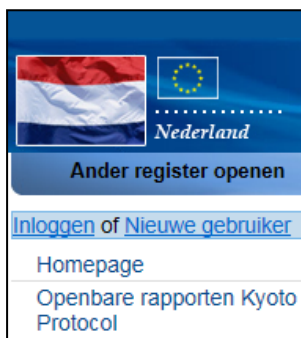 Nederland
Ander register openen
Inloggen of Nieuwe gebruiker
Homepage
Openbare rapporten Kyoto
Protocol